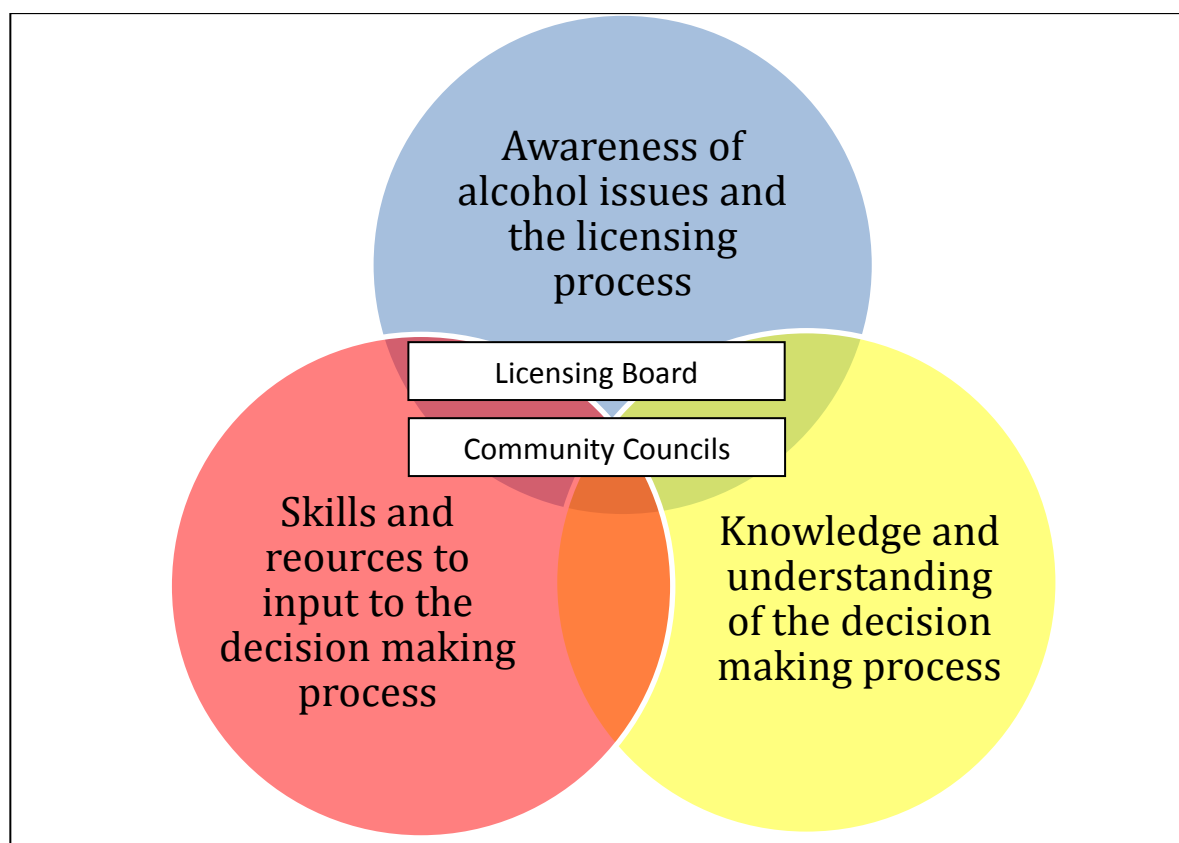 Awareness of
alcohol issues and
the licensing
process
Licensing Board
Community Councils
Skills and
reources to
input to the
decision making
process
Knowledge and
understanding
of the decision
making process